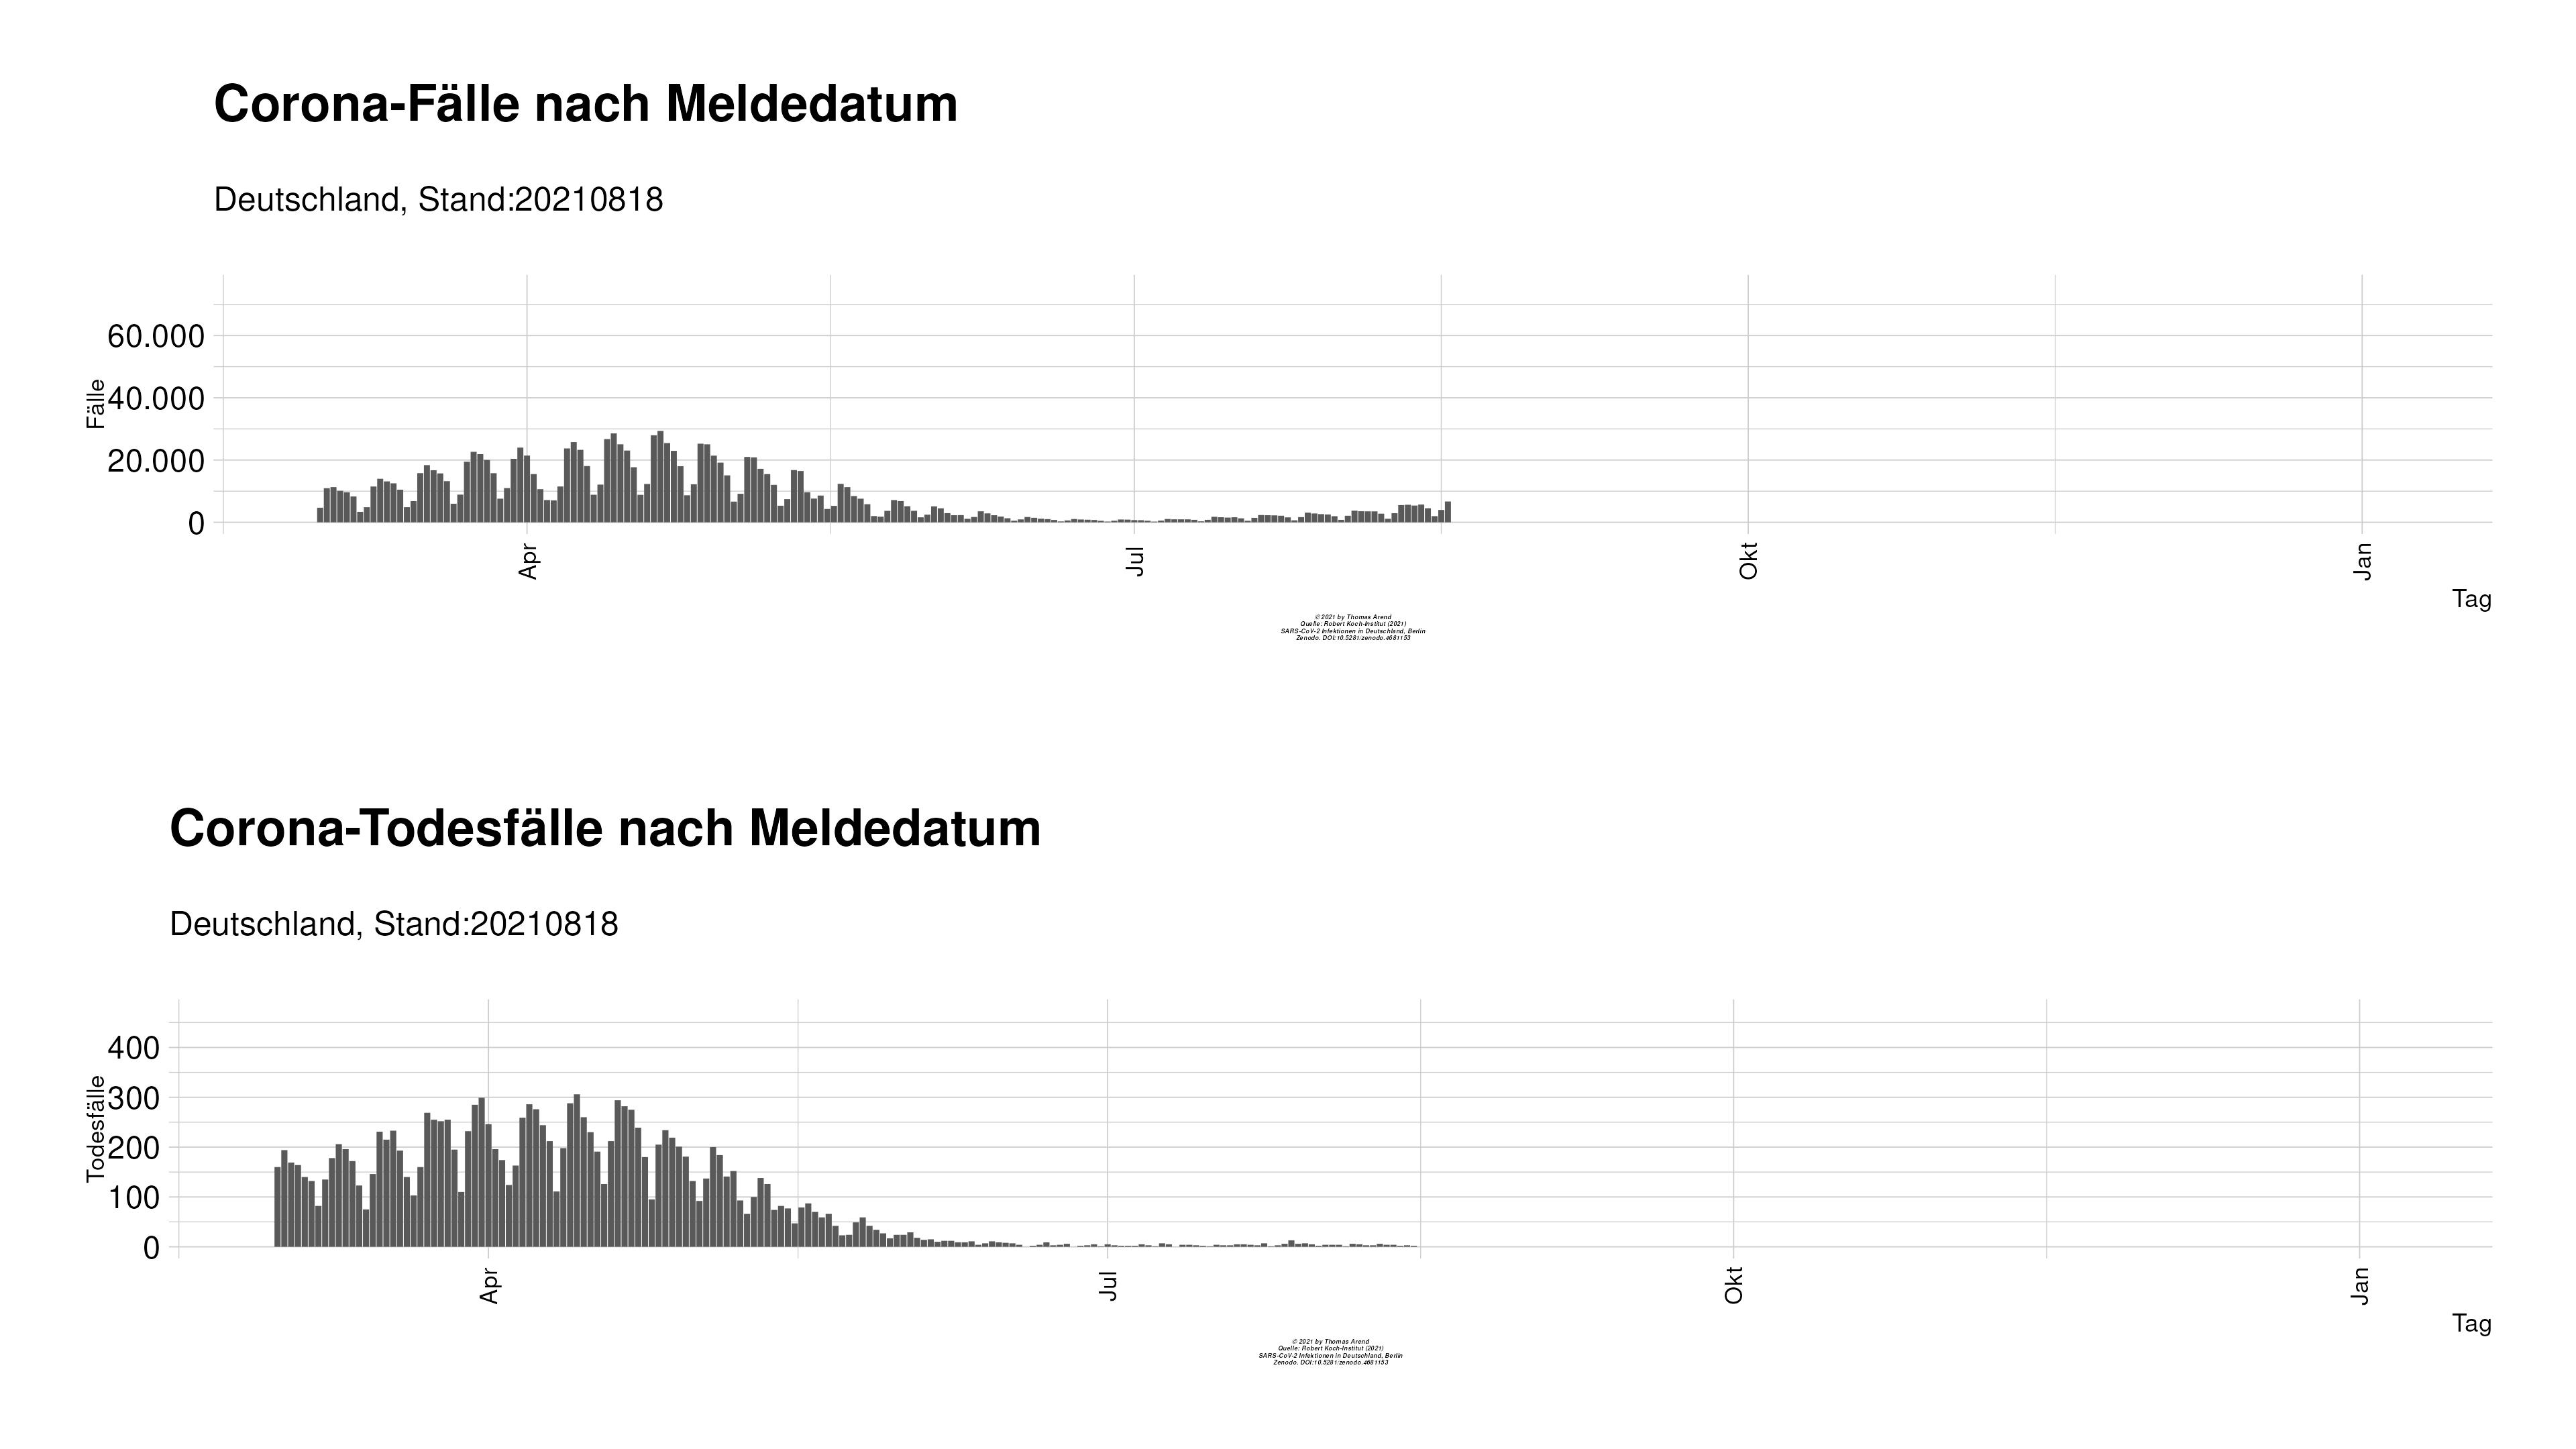 Corona-Fälle nach Meldedatum
Deutschland, Stand:20210818
60.000
40.000
20.000
0
Fälle
Apr
Jul
Okt
Jan
Tag
© 2021 by Thomas Arend
Quelle: Robert Koch-Institut (2021)
SARS-CoV-2 Infektionen in Deutschland, Berlin
Zenodo. DOI:10.5281/zenodo.4681153
Corona-Todesfälle nach Meldedatum
Deutschland, Stand:20210818
400
300
200
100
0
Todesfälle
Apr
Jul
Okt
Jan
Tag
© 2021 by Thomas Arend
Quelle: Robert Koch-Institut (2021)
SARS-CoV-2 Infektionen in Deutschland, Berlin
Zenodo. DOI:10.5281/zenodo.4681153